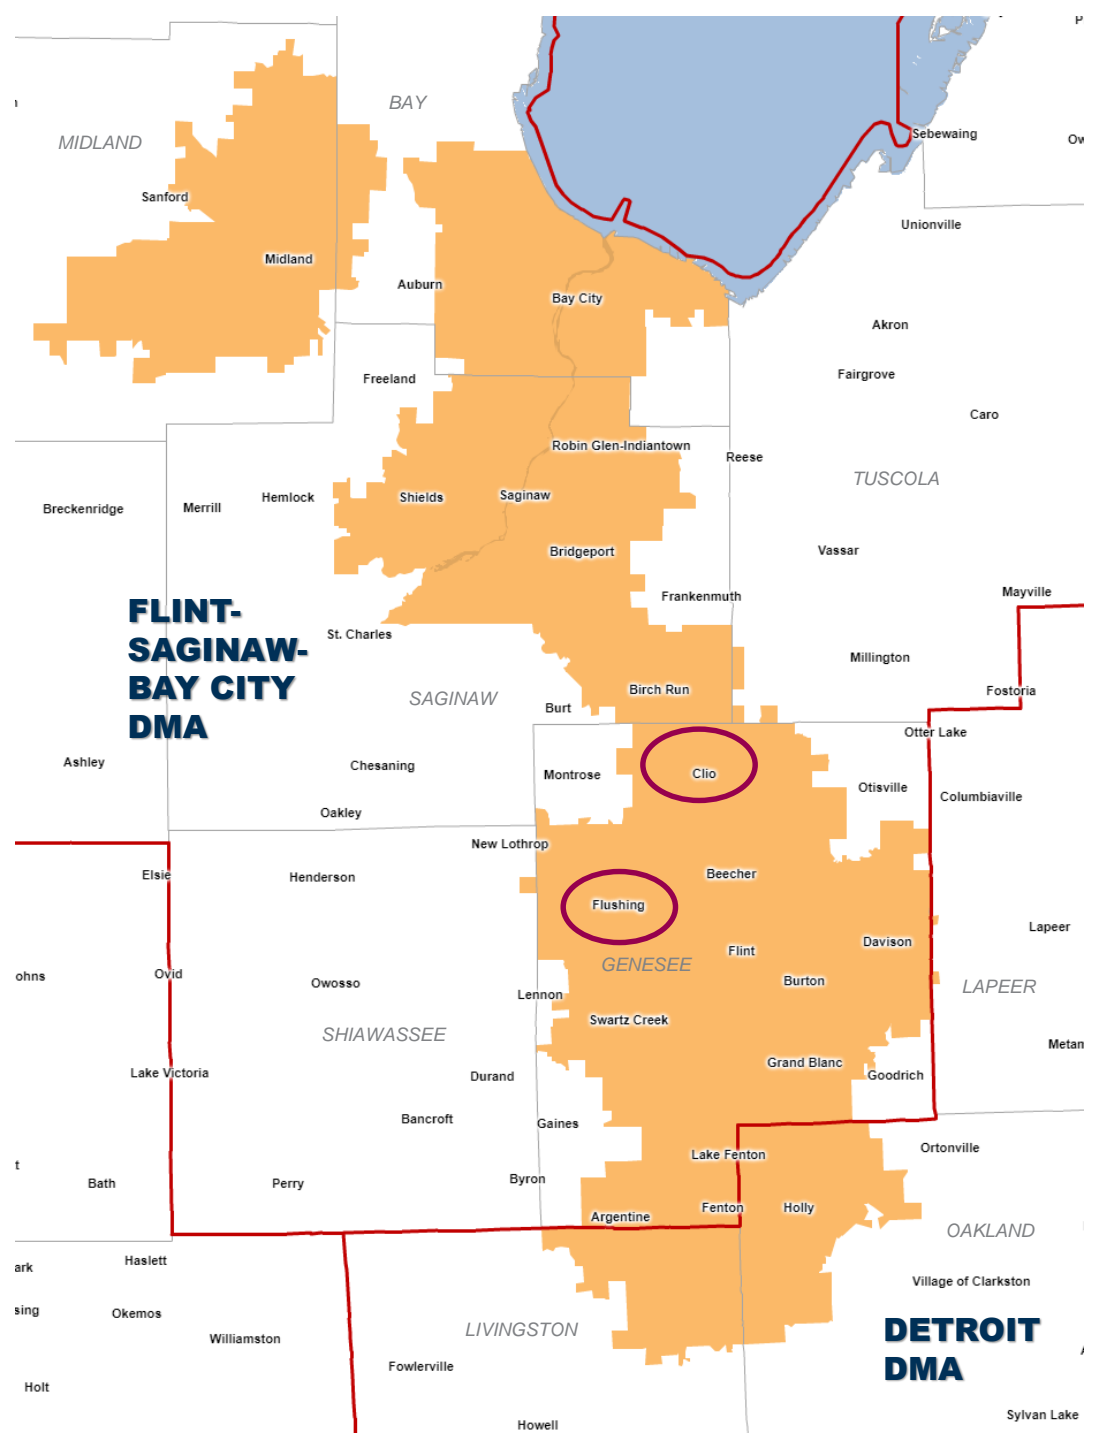 BAY
MIDLAND
Sebewaing
Sanford
Unionville
Midland
Auburn
Bay City
Akron
Freeland
Fairgrove
Caro
Robin Glen-Indiantown
Reese
TUSCOLA
Breckenridge
Merrill
Hemlock
Shields
Saginaw
Bridgeport
Vassar
Frankenmuth
Mayville
FLINT-
SAGINAW-
BAY CITY
DMA
St. Charles
Millington
SAGINAW
Birch Run
Fostoria
Burt
Otter Lake
Ashley
Chesaning
Montrose
Clio
Otisville
Columbiaville
Oakley
New Lothrop
Elsie
Henderson
Beecher
Flushing
Lapeer
Davison
Flint
GENESEE
ohns
Ovid
Owosso
Burton
LAPEER
Lennon
Swartz Creek
SHIAWASSEE
Metam
Grand Blanc
Goodrich
Lake Victoria
Durand
Bancroft
Gaines
Ortonville
Lake Fenton
t
Bath
Perry
Byron
Fenton
Holly
Argentine
OAKLAND
Haslett
ark
Village of Clarkston
sing
Okemos
Williamston
LIVINGSTON
DETROIT
DMA
Fowlerville
Holt
Sylvan Lake
Howell